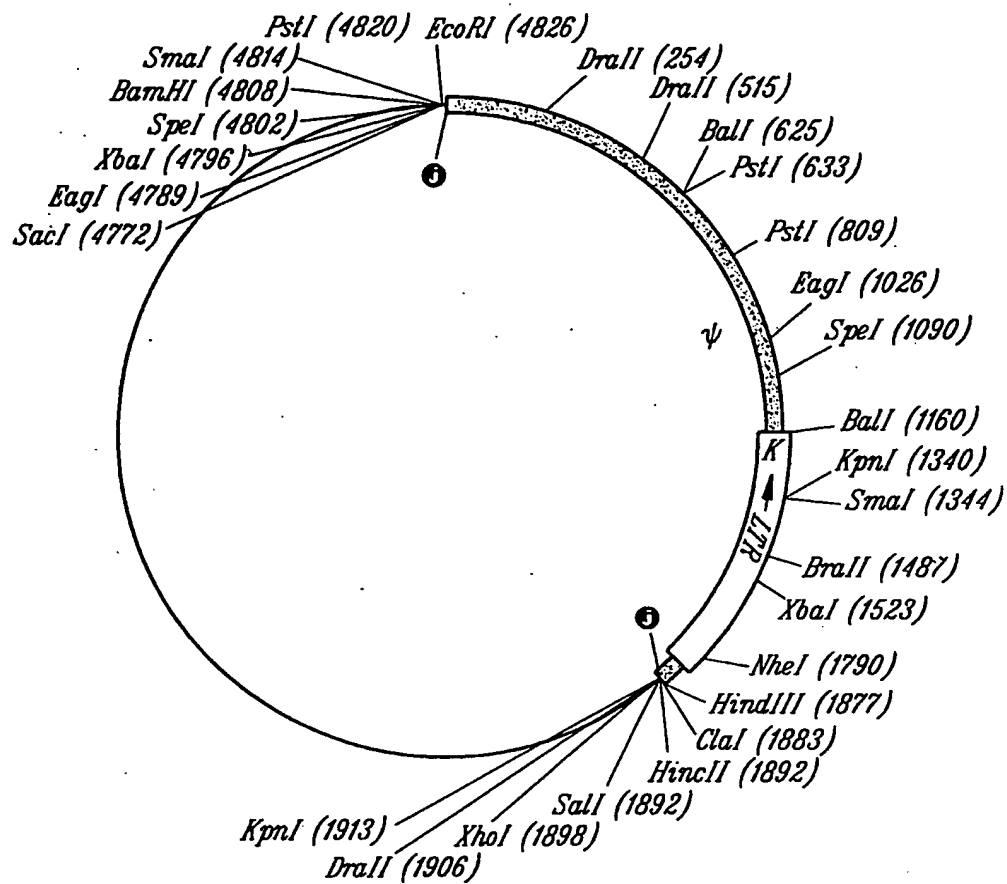 PstI (4820)
EcoRI (4826)
SmaI (4814)
BamHI (4808)
SpeI (4802)
XbaI (4796)
EagI (4789)
SacI (4772)
DraII (254)
DraII (515)
BalI (625)
PstI (633)
PstI (809)
EagI (1026)
SpeI (1090)
BalI (1160)
KpnI (1340)
SmaI (1344)
BraII (1487)
XbaI (1523)
NheI (1790)
HindIII (1877)
ClaI (1883)
HincII (1892)
SalI (1892)
XhoI (1898)
DraII (1906)
KpnI (1913)
j
ψ
K
LTR
j